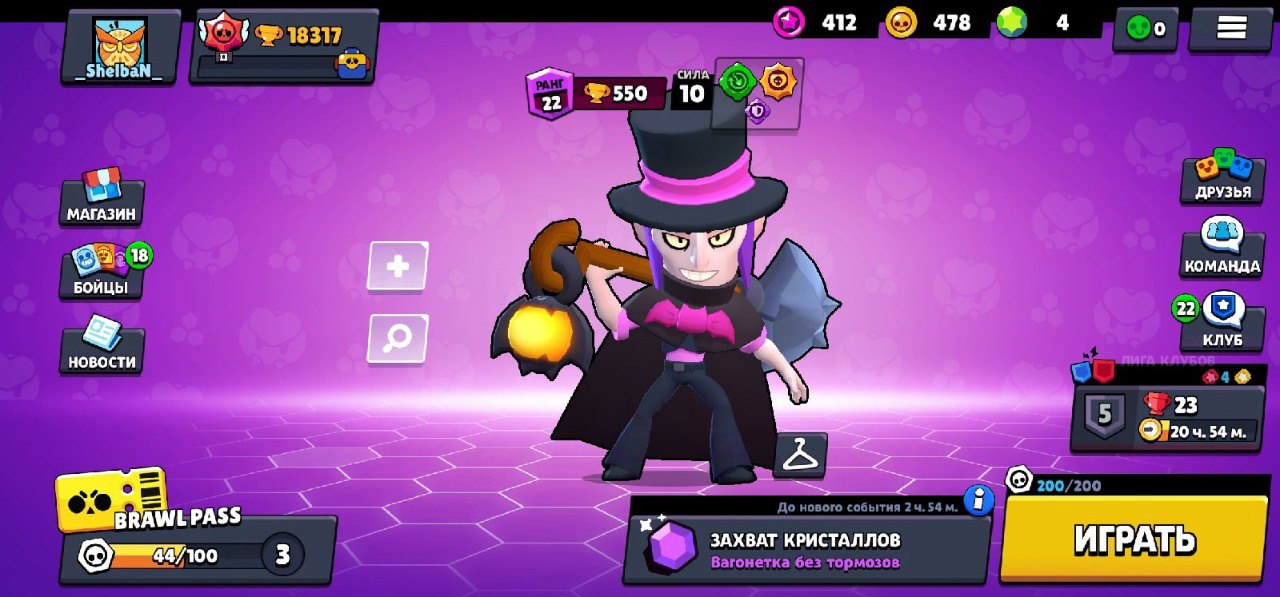 _ShelbaN_
18317
412
478
4
0
РАНГ
22
550
СИЛА
10
МАГАЗИН
18
БОЙЦЫ
НОВОСТИ
ДРУЗЬЯ
КОМАНДА
22
КЛУБ
ЛИГА КЛУБОВ
4
5
23
20 ч. 54 м.
BRAWL PASS
44/100
3
До нового события 2 ч. 54 м.
i
ЗАХВАТ КРИСТАЛЛОВ
Вагонетка без тормозов
200/200
ИГРАТЬ